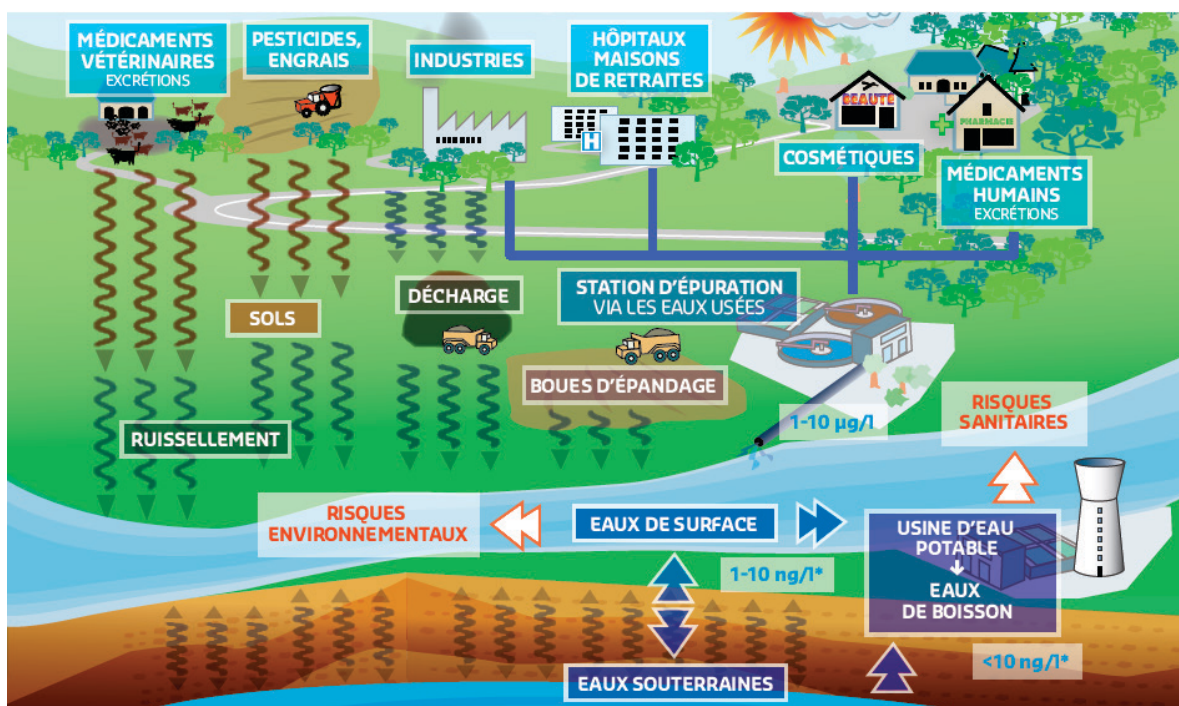 MÉDICAMENTS
VÉTÉRINAIRES
EXCRÉTIONS
PESTICIDES,
ENGRAIS
INDUSTRIES
HÔPITAUX
MAISONS
DE RETRAITES
H
BEAUTE
PHARMACIE
COSMÉTIQUES
MÉDICAMENTS
HUMAINS
EXCRÉTIONS
SOLS
DÉCHARGE
STATION D'ÉPURATION
VIA LES EAUX USÉES
BOUES D'ÉPANDAGE
RUISSELLEMENT
1-10 µg/l
RISQUES
SANITAIRES
RISQUES
ENVIRONNEMENTAUX
EAUX DE SURFACE
USINE D'EAU
POTABLE
EAUX
DE BOISSON
1-10 ng/l*
<10 ng/l*
EAUX SOUTERRAINES